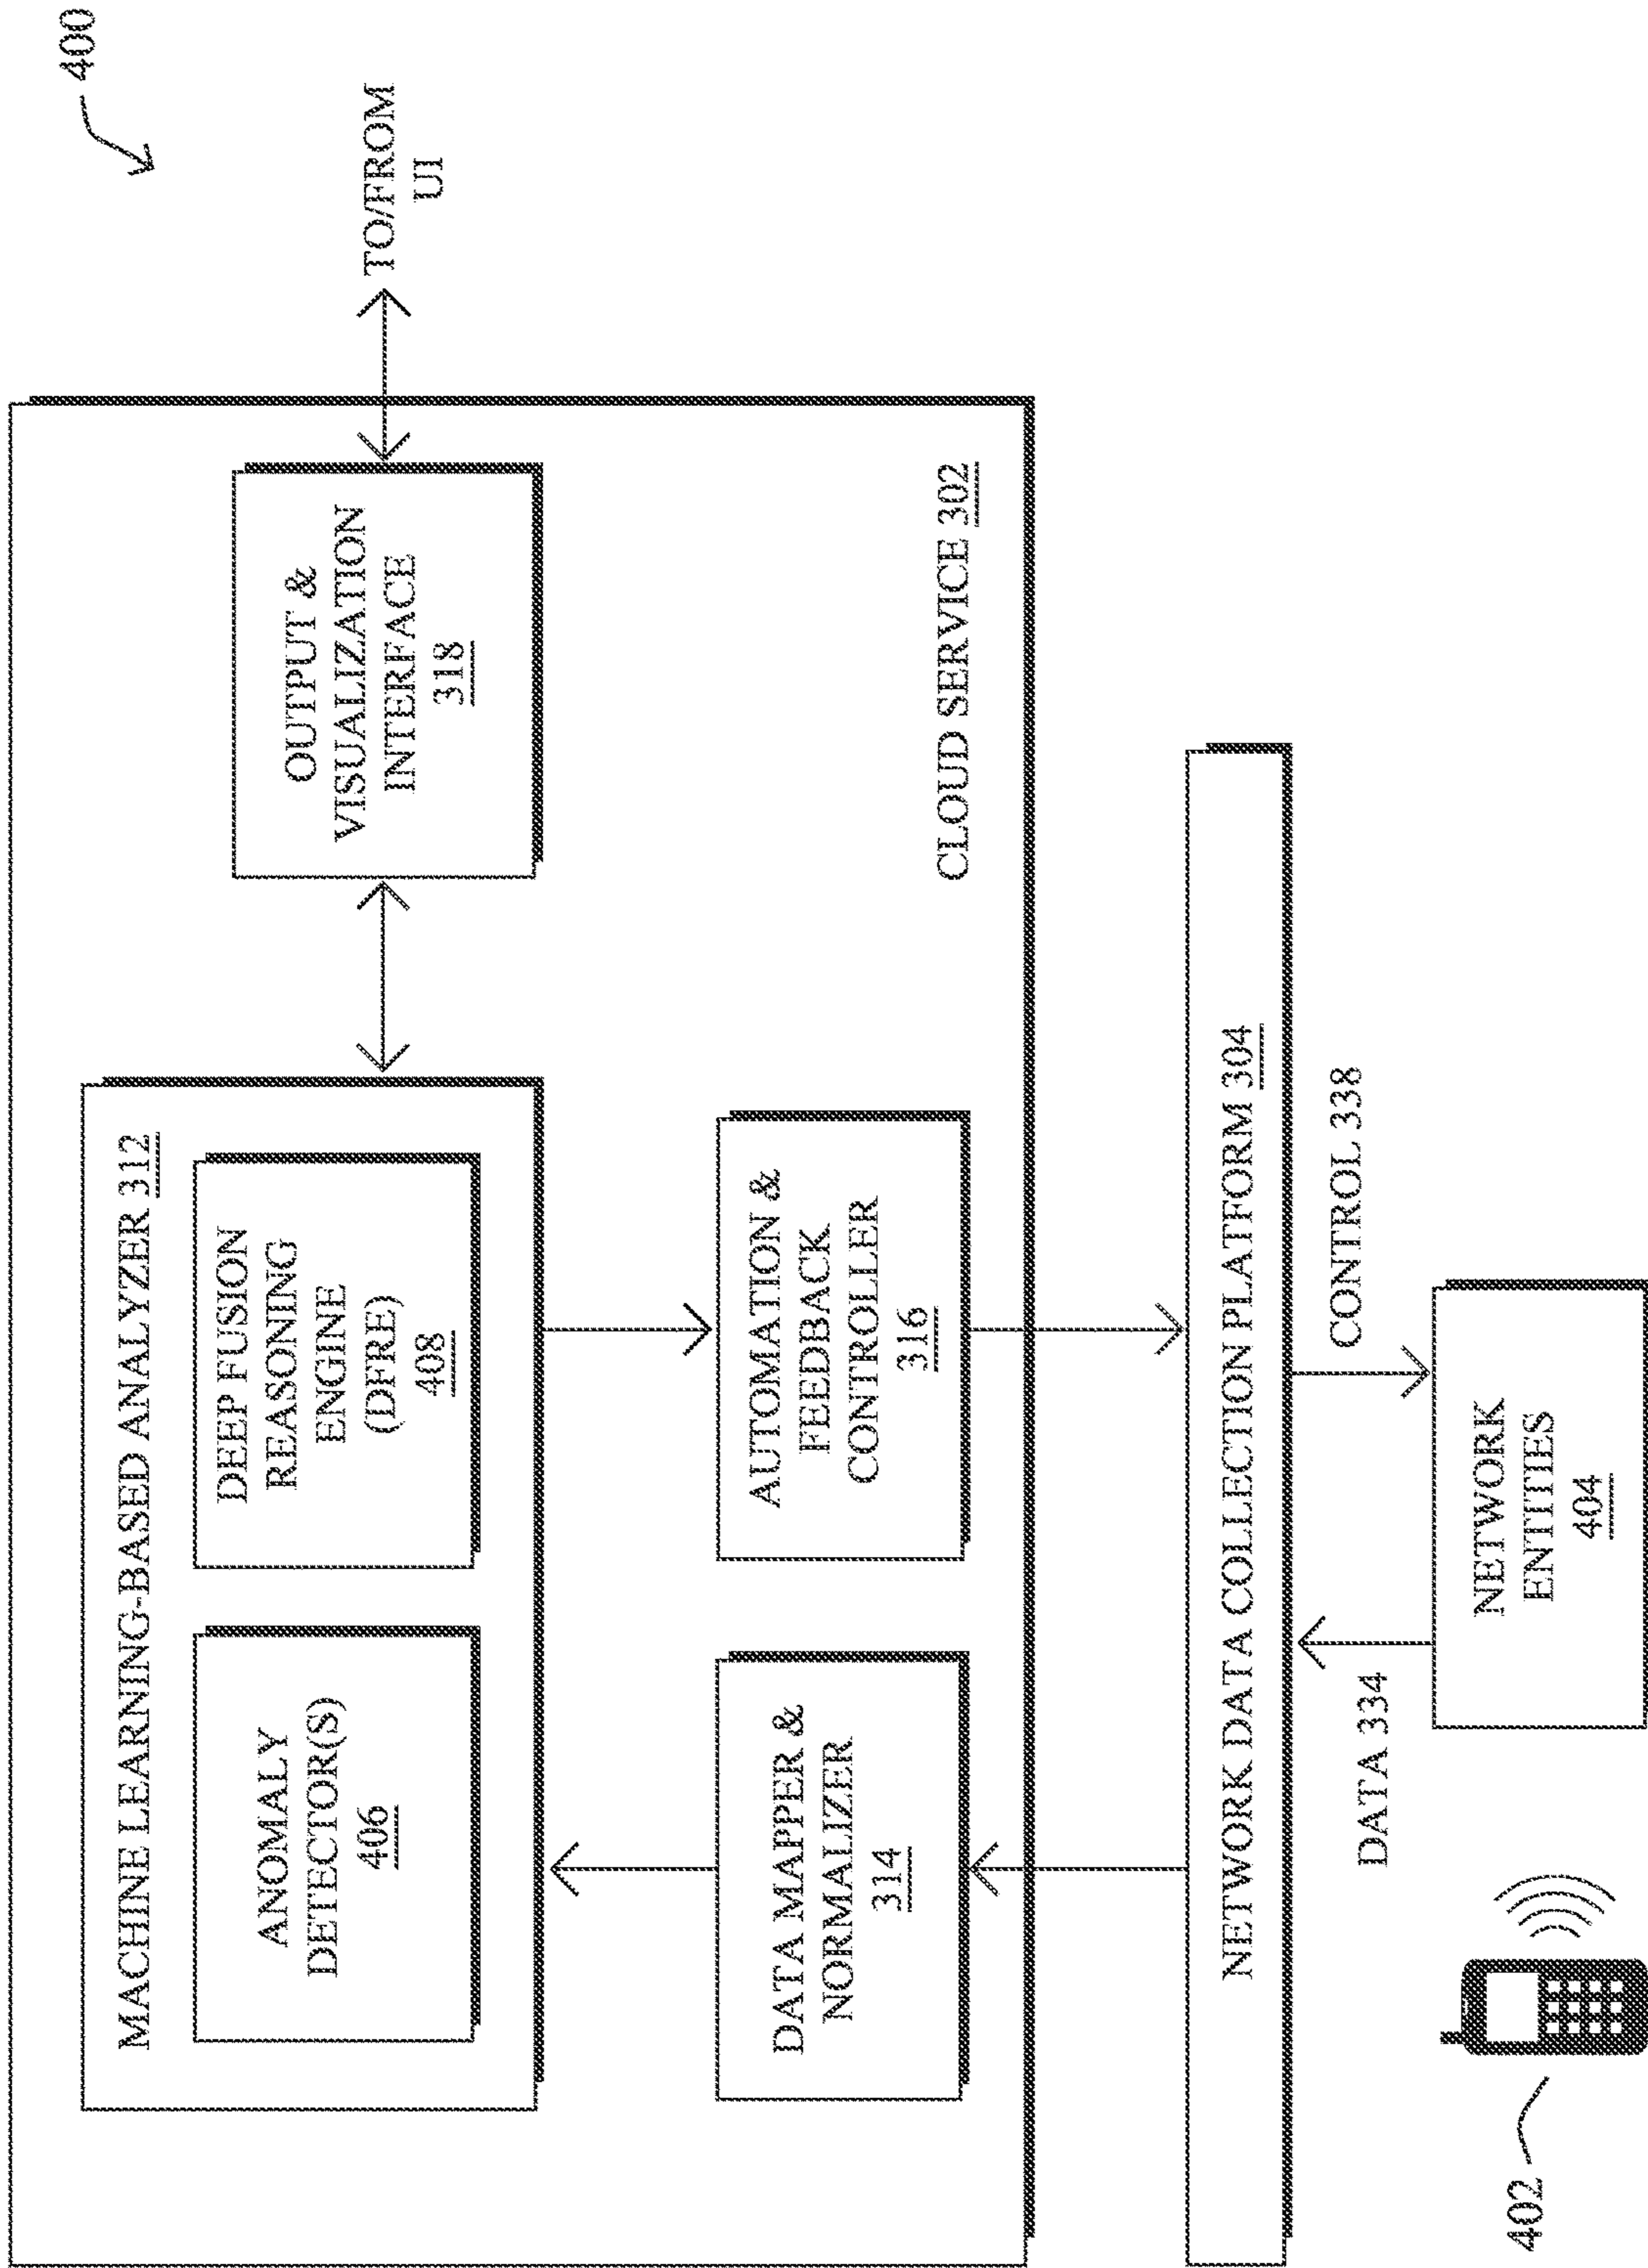 400
TO/FROM
UI
MACHINE LEARNING-BASED ANALYZER 312
ANOMALY
DETECTOR(S)
406
DEEP FUSION
REASONING
ENGINE
(DFRE)
408
OUTPUT &
VISUALIZATION
INTERFACE
318
DATA MAPPER &
NORMALIZER
314
AUTOMATION &
FEEDBACK
CONTROLLER
316
CLOUD SERVICE 302
NETWORK DATA COLLECTION PLATFORM 304
DATA 334
CONTROL 338
NETWORK
ENTITIES
404
402